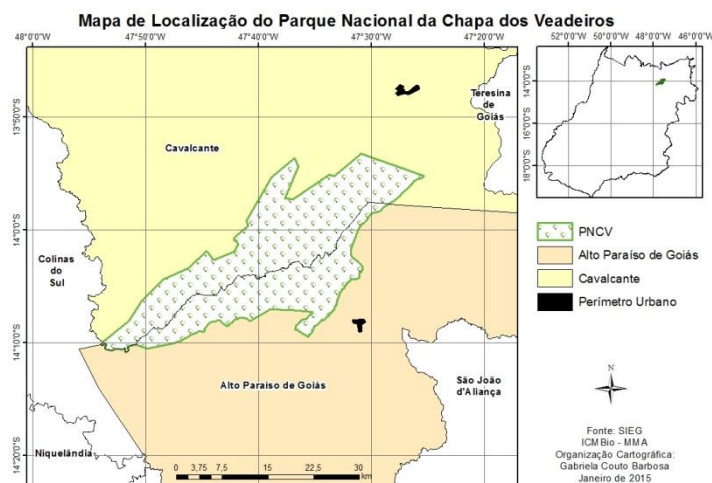 Mapa de Localização do Parque Nacional da Chapa dos Veadeiros
48°0'0"W 47°50'0"W 47°40'0"W 47°30'0"W 47°20'0"W
13°50'0"S
14°0'0"S
14°10'0"S
14°20'0"S
Teresina
de
Goiás
Cavalcante
Colinas
do
Sul
Alto Paraíso de Goiás
São João
d'Aliança
Niquelândia
0 3,75 7,5 15 22,5 30
km
52°0'0"W 50°0'0"W 48°0'0"W 46°0'0"W
14°0'0"S
16°0'0"S
18°0'0"S
PNCV
Alto Paraíso de Goiás
Cavalcante
Perímetro Urbano
N
Fonte: SIEG
ICMBio - MMA
Organização Cartográfica:
Gabriela Couto Barbosa
Janeiro de 2015